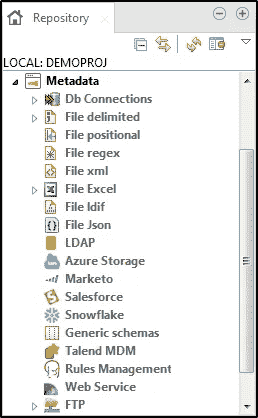 Repository
LOCAL: DEMOPROJ
Metadata
Db Connections
File delimited
File positional
File regex
File xml
File Excel
File ldif
File Json
LDAP
Azure Storage
Marketo
Salesforce
Snowflake
Generic schemas
Talend MDM
Rules Management
Web Service
FTP